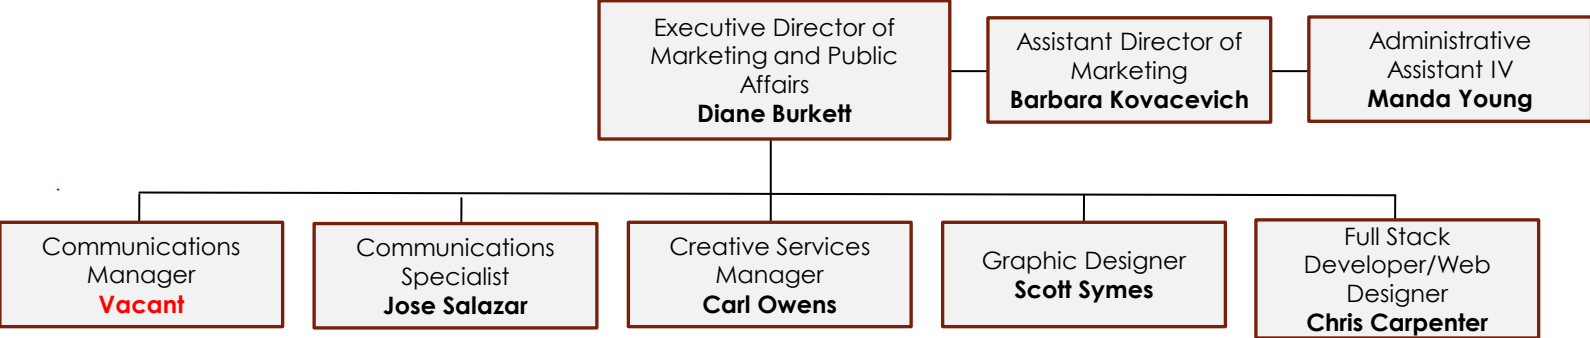 Executive Director of
Marketing and Public
Affairs
Diane Burkett
Assistant Director of
Marketing
Barbara Kovacevich
Administrative
Assistant IV
Manda Young
Communications
Manager
Vacant
Communications
Specialist
Jose Salazar
Creative Services
Manager
Carl Owens
Graphic Designer
Scott Symes
Full Stack
Developer/Web
Designer
Chris Carpenter